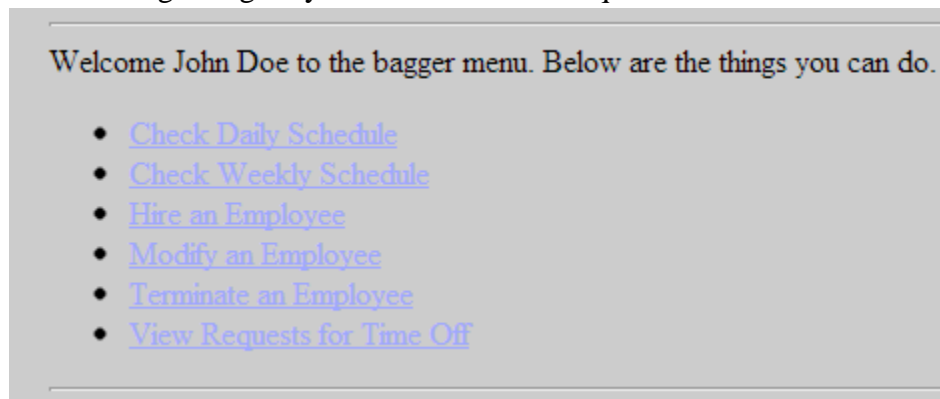 Welcome John Doe to the bagger menu. Below are the things you can do.
Check Daily Schedule
Check Weekly Schedule
Hire an Employee
Modify an Employee
Terminate an Employee
View Requests for Time Off